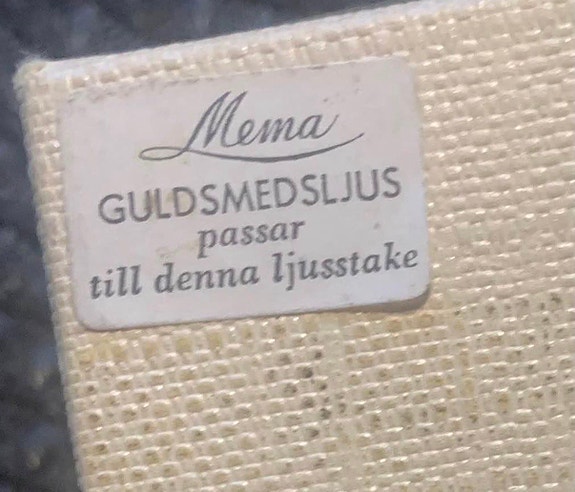 Mema
GULDSMEDSLJUS
passar
till denna ljusstake